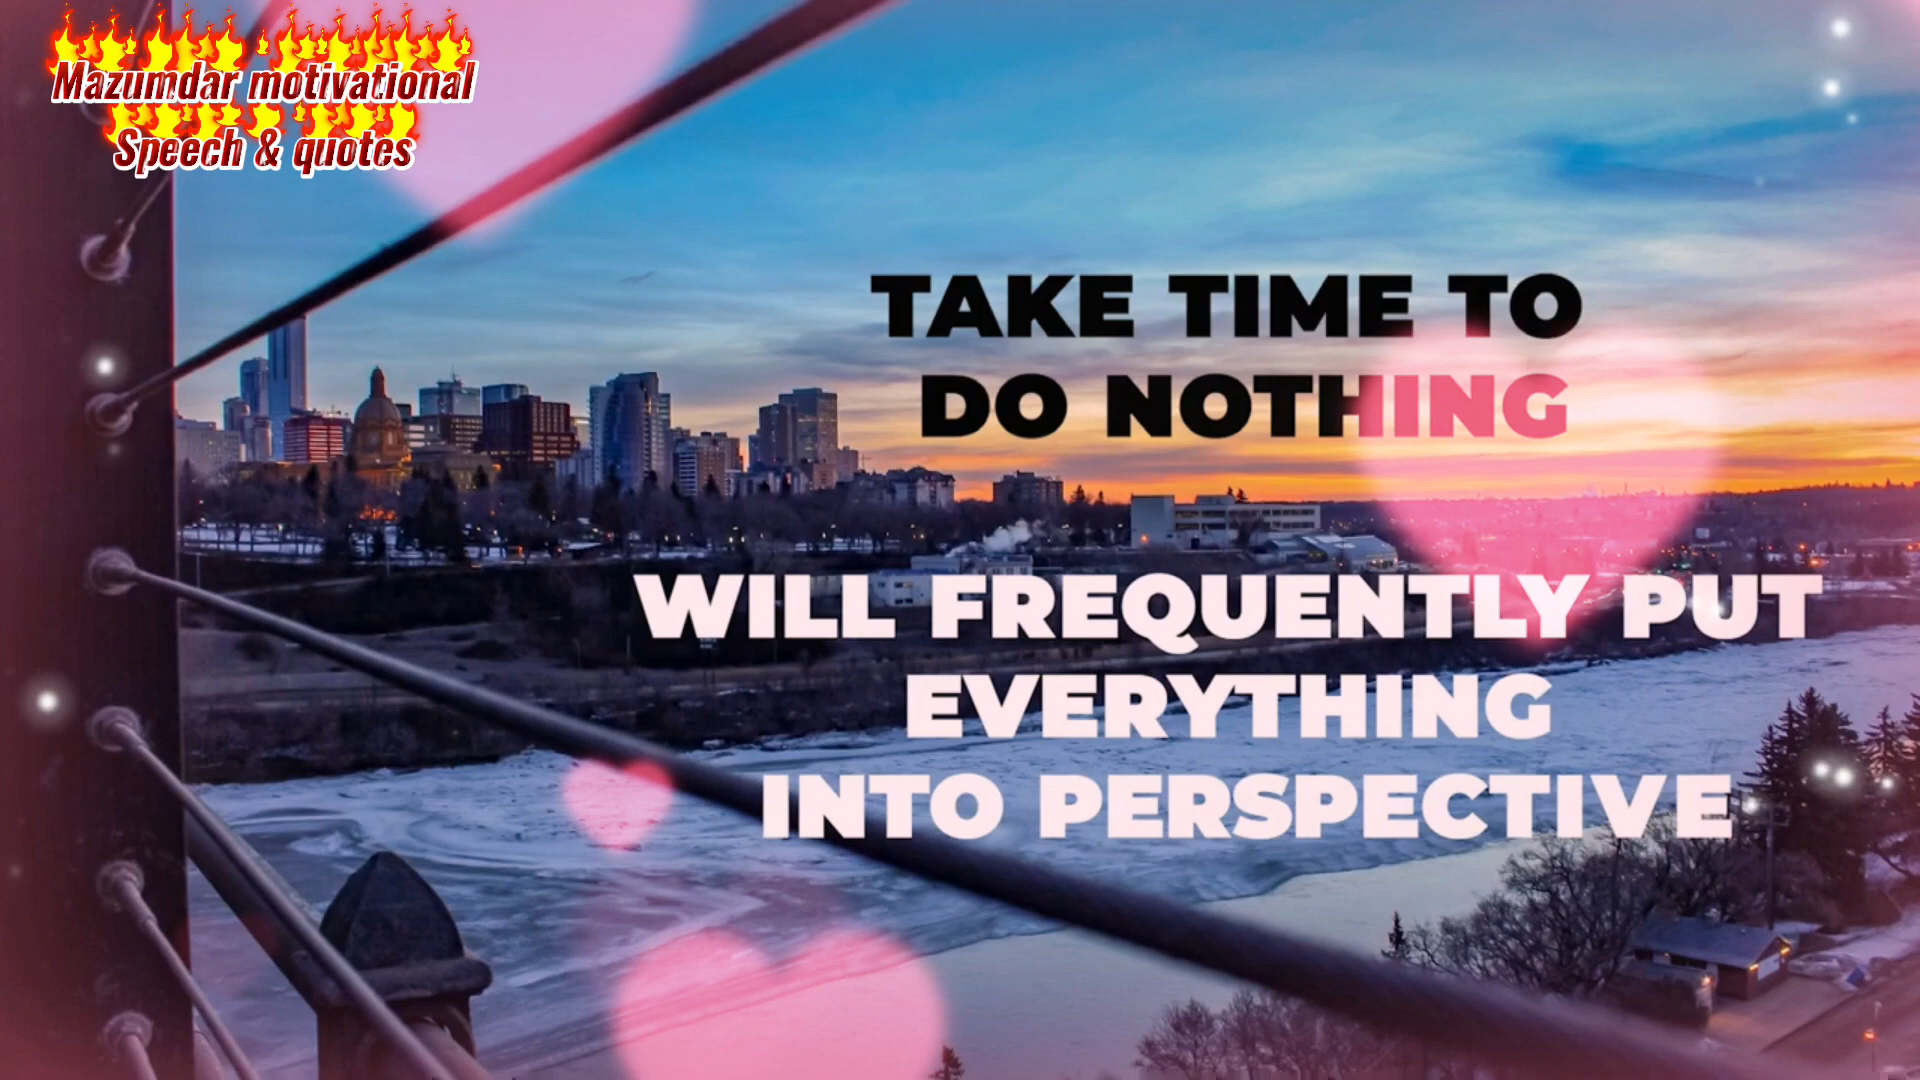 Mazumdar motivational
Speech & quotes
TAKE TIME TO
DO NOTHING
WILL FREQUENTLY PUT
EVERYTHING
INTO PERSPECTIVE